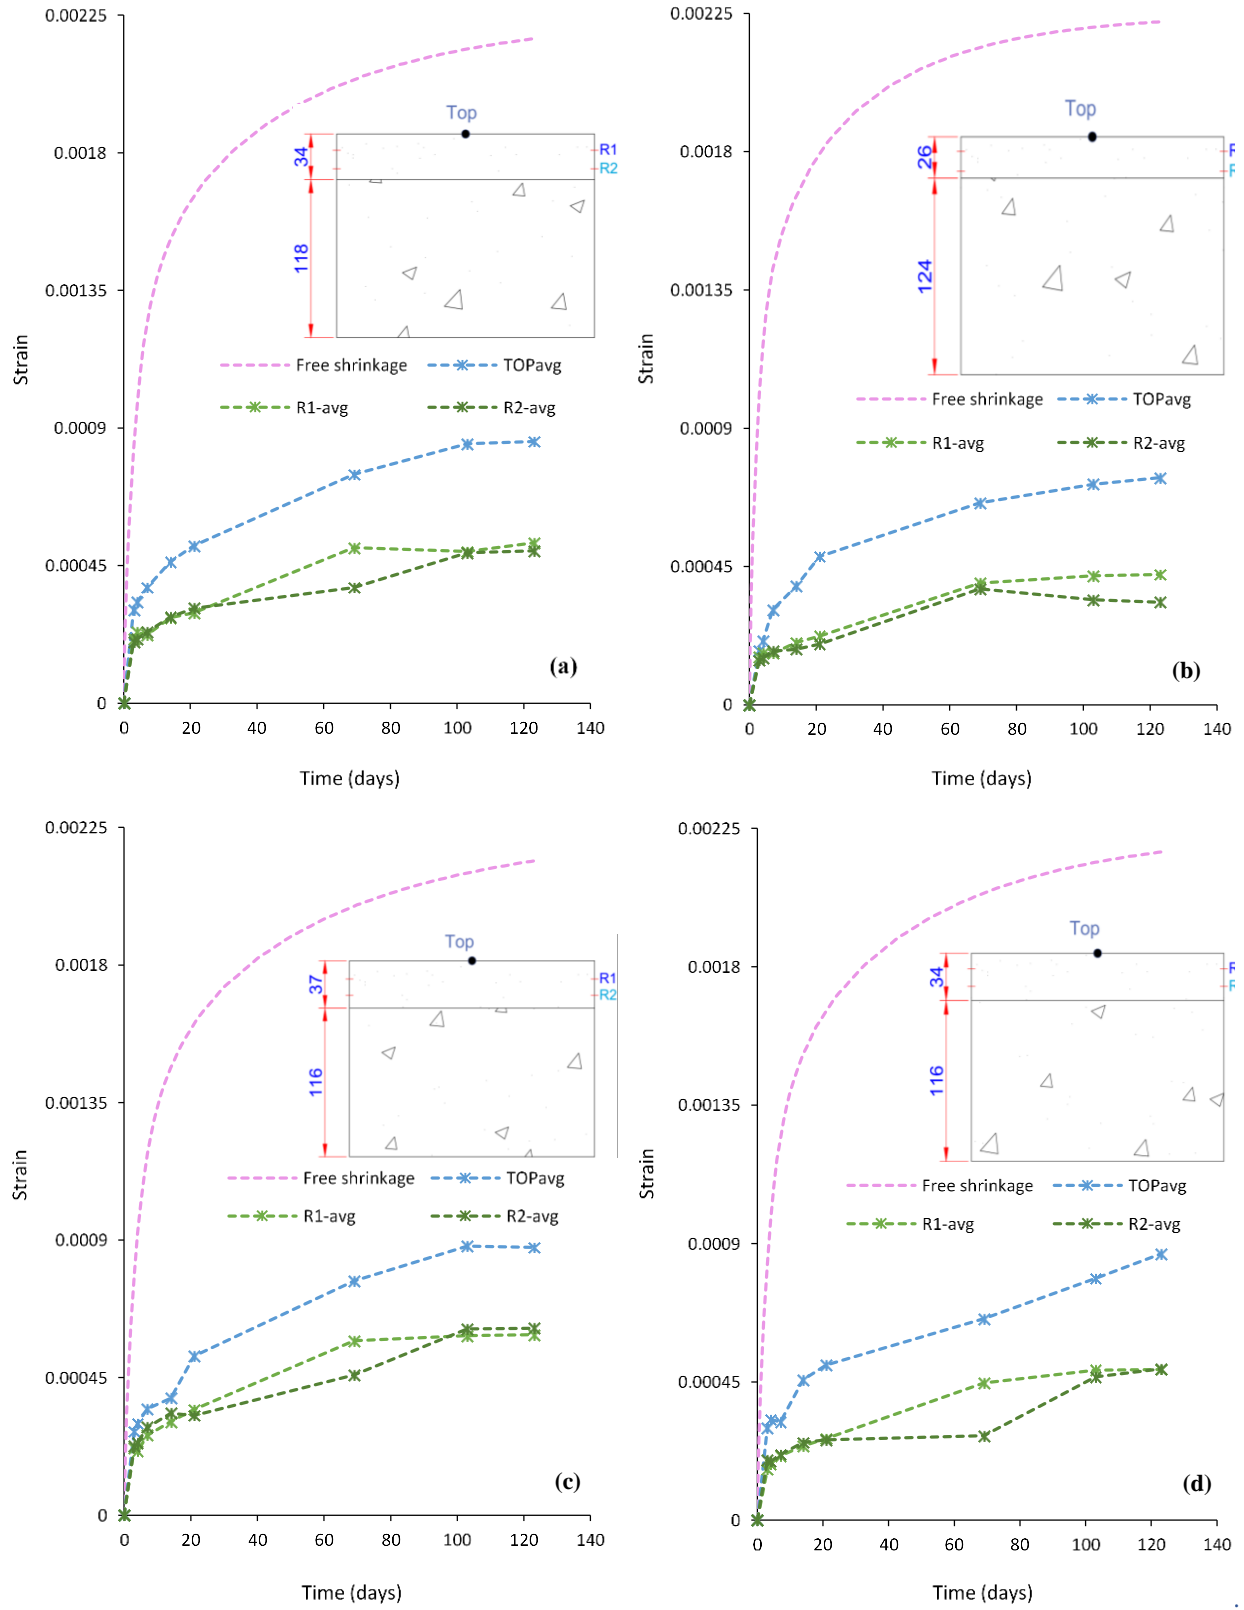 0.00225
0.0018
0.00135
0.0009
0.00045
0
Strain
Top
34
R1
R2
118
Free shrinkage
TOPavg
R1-avg
R2-avg
(a)
0 20 40 60 80 100 120 140
Time (days)
0.00225
0.0018
0.00135
0.0009
0.00045
0
Strain
Top
26
R
R
124
Free shrinkage
TOPavg
R1-avg
R2-avg
(b)
0 20 40 60 80 100 120 140
Time (days)
0.00225
0.0018
0.00135
0.0009
0.00045
0
Strain
Top
37
R1
R2
116
Free shrinkage
TOPavg
R1-avg
R2-avg
(c)
0 20 40 60 80 100 120 140
Time (days)
0.00225
0.0018
0.00135
0.0009
0.00045
0
Strain
Top
34
R
R
116
Free shrinkage
TOPavg
R1-avg
R2-avg
(d)
0 20 40 60 80 100 120 140
Time (days)